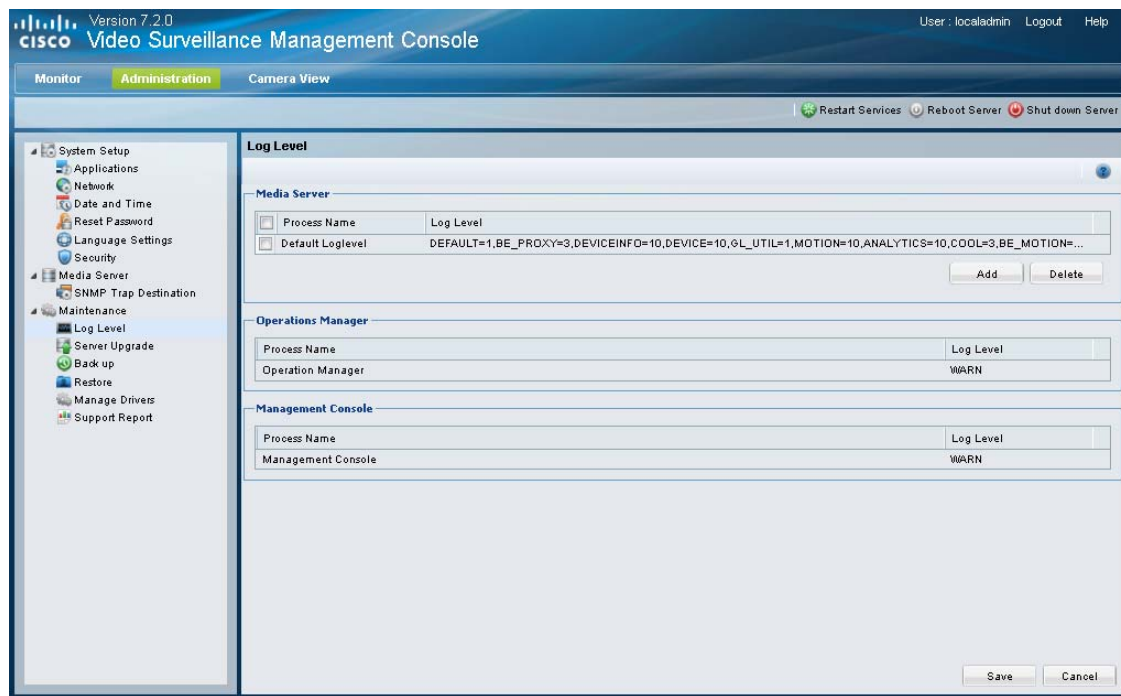 Version 7.2.0
User : localadmin Logout Help
CISCO Video Surveillance Management Console
Monitor Administration Camera View
Restart Services Reboot Server Shut down Server
System Setup
Applications
Network
Date and Time
Reset Password
Language Settings
Security
Media Server
SNMP Trap Destination
Maintenance
Log Level
Server Upgrade
Back up
Restore
Manage Drivers
Support Report
Log Level
Media Server
Process Name Log Level
Default Loglevel DEFAULT=1,BE_PROXY=3,DEVICEINFO=10,DEVICE=10,GL_UTIL=1,MOTION=10,ANALYTICS=10,COOL=3,BE_MOTION=...
Add Delete
Operations Manager
Process Name Log Level
Operation Manager WARN
Management Console
Process Name Log Level
Management Console WARN
Save Cancel